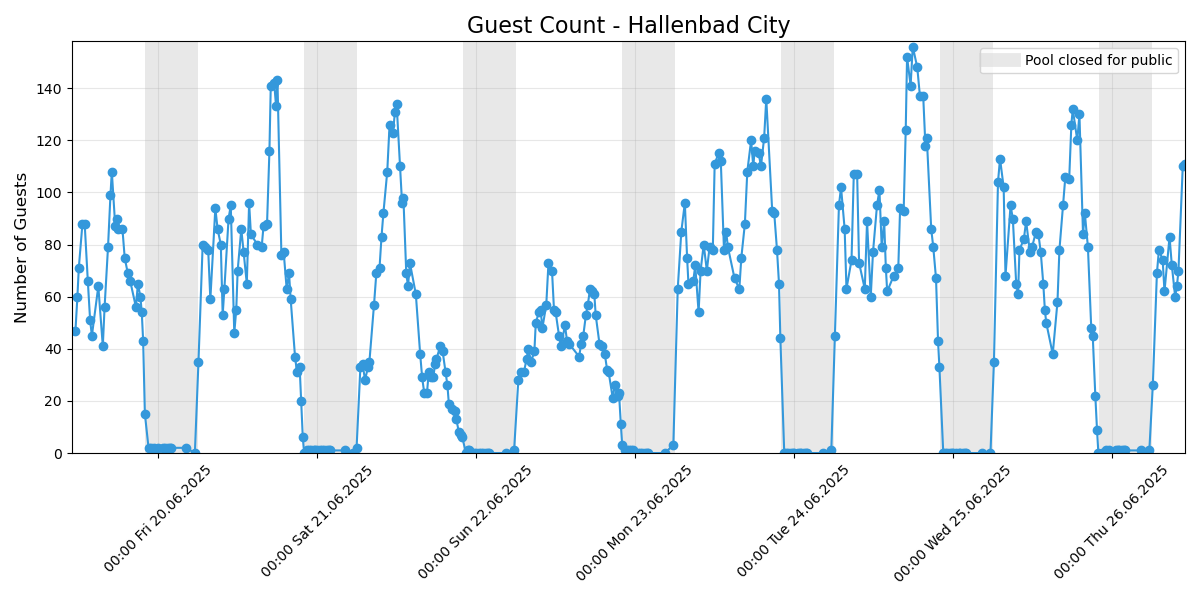 Guest Count - Hallenbad City
Pool closed for public
Number of Guests
140
120
100
80
60
40
20
0
00:00 Fri 20.06.2025
00:00 Sat 21.06.2025
00:00 Sun 22.06.2025
00:00 Mon 23.06.2025
00:00 Tue 24.06.2025
00:00 Wed 25.06.2025
00:00 Thu 26.06.2025